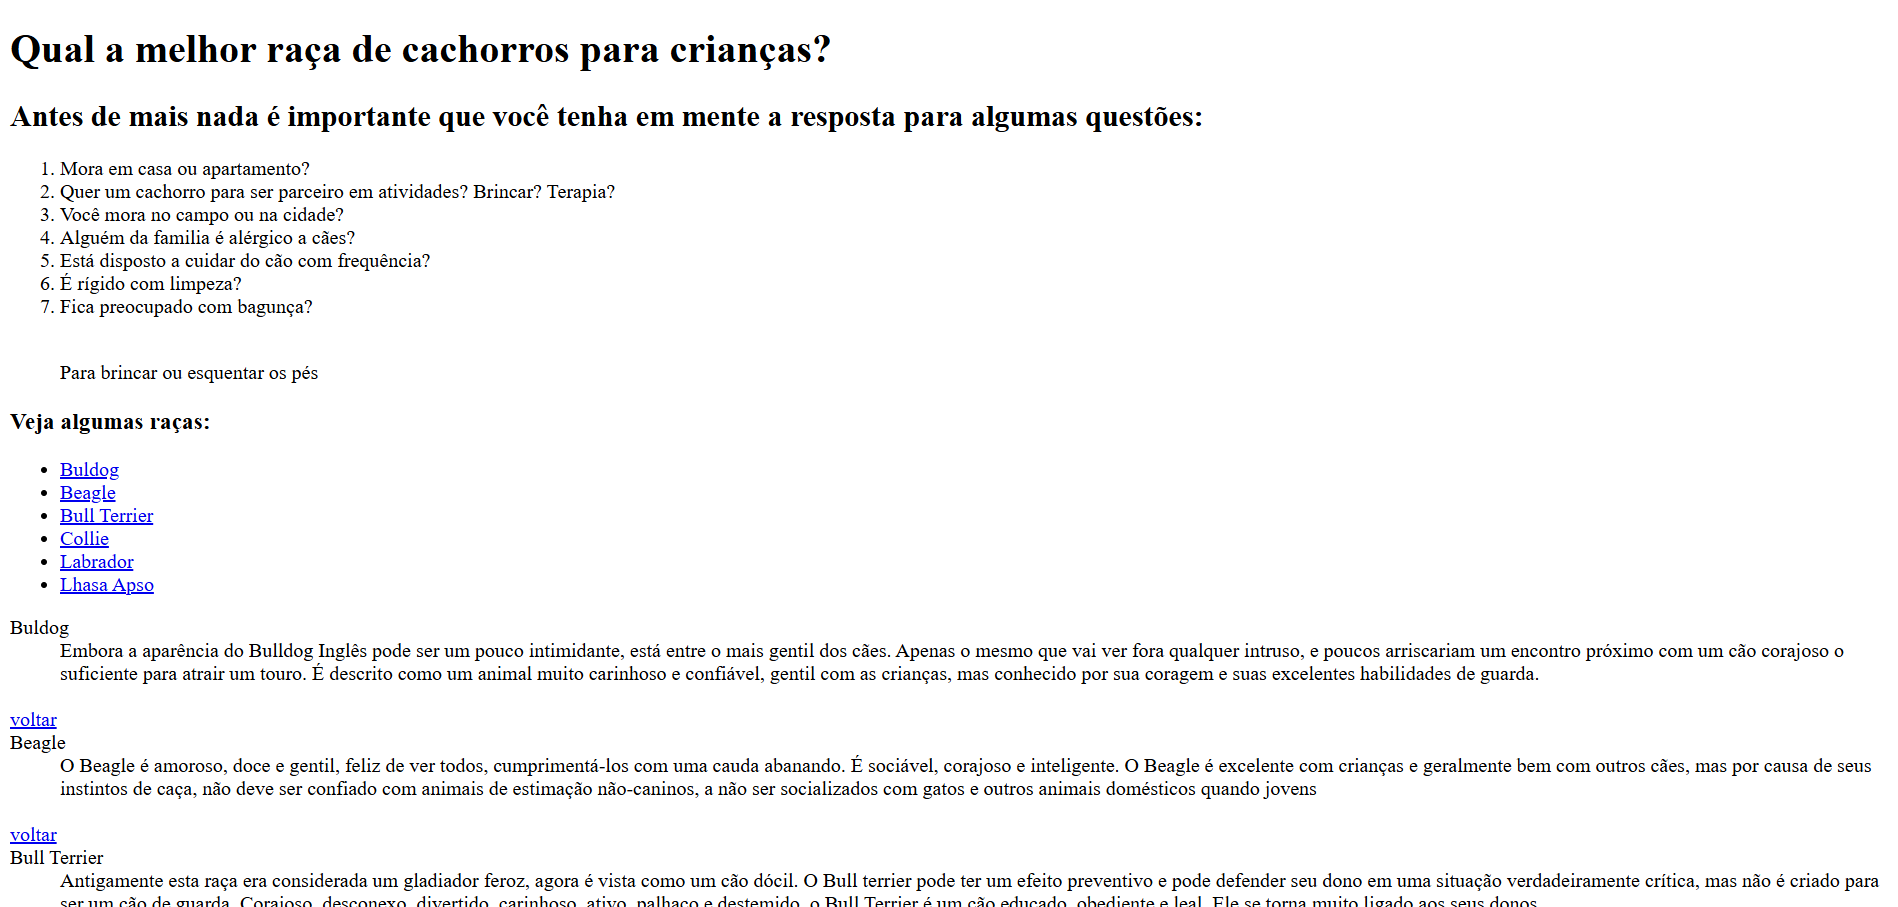 Qual a melhor raça de cachorros para crianças?
Antes de mais nada é importante que você tenha em mente a resposta para algumas questões:
1. Mora em casa ou apartamento?
2. Quer um cachorro para ser parceiro em atividades? Brincar? Terapia?
3. Você mora no campo ou na cidade?
4. Alguém da familia é alérgico a cães?
5. Está disposto a cuidar do cão com frequência?
6. É rígido com limpeza?
7. Fica preocupado com bagunça?
Para brincar ou esquentar os pés
Veja algumas raças:
• Buldog
• Beagle
• Bull Terrier
• Collie
• Labrador
• Lhasa Apso
Buldog
Embora a aparência do Bulldog Inglês pode ser um pouco intimidante, está entre o mais gentil dos cães. Apenas o mesmo que vai ver fora qualquer intruso, e poucos arriscariam um encontro próximo com um cão corajoso o
suficiente para atrair um touro. É descrito como um animal muito carinhoso e confiável, gentil com as crianças, mas conhecido por sua coragem e suas excelentes habilidades de guarda.
voltar
Beagle
O Beagle é amoroso, doce e gentil, feliz de ver todos, cumprimentá-los com uma cauda abanando. É sociável, corajoso e inteligente. O Beagle é excelente com crianças e geralmente bem com outros cães, mas por causa de seus
instintos de caça, não deve ser confiado com animais de estimação não-caninos, a não ser socializados com gatos e outros animais domésticos quando jovens
voltar
Bull Terrier
Antigamente esta raça era considerada um gladiador feroz, agora é vista como um cão dócil. O Bull terrier pode ter um efeito preventivo e pode defender seu dono em uma situação verdadeiramente crítica, mas não é criado para
ser um cão de guarda. Corajoso, desconexo, divertido, carinhoso, ativo, palhaço e destemido, o Bull Terrier é um cão educado, obediente e leal. Ele se torna muito ligado aos seus donos.